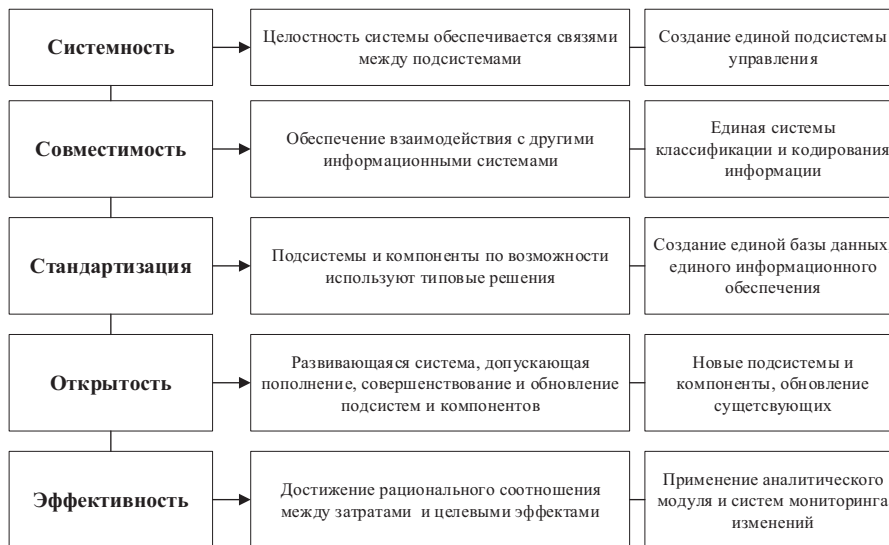 Системность
Целостность системы обеспечивается связями
между подсистемами
Создание единой подсистемы
управления
Совместимость
Обеспечение взаимодействия с другими
информационными системами
Единая системы
классификации и кодирования
информации
Стандартизация
Подсистемы и компоненты по возможности
используют типовые решения
Создание единой базы данных,
единого информационного
обеспечения
Открытость
Развивающаяся система, допускающая
пополнение, совершенствование и обновление
подсистем и компонентов
Новые подсистемы и
компоненты, обновление
сущетсвующих
Эффективность
Достижение рационального соотношения
между затратами и целевыми эффектами
Применение аналитического
модуля и систем мониторинга
изменений